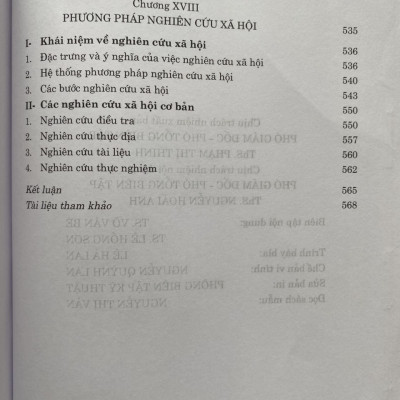 Chương XVIII
PHƯƠNG PHÁP NGHIÊN CỨU XÃ HỘI 535
I- Khái niệm về nghiên cứu xã hội 536
1. Đặc trưng và ý nghĩa của việc nghiên cứu xã hội 536
2. Hệ thống phương pháp nghiên cứu xã hội 540
3. Các bước nghiên cứu xã hội 543
II- Các nghiên cứu xã hội cơ bản 550
1. Nghiên cứu điều tra 550
2. Nghiên cứu thực địa 557
3. Nghiên cứu tài liệu 560
4. Nghiên cứu thực nghiệm 562
Kết luận 565
Tài liệu tham khảo 568